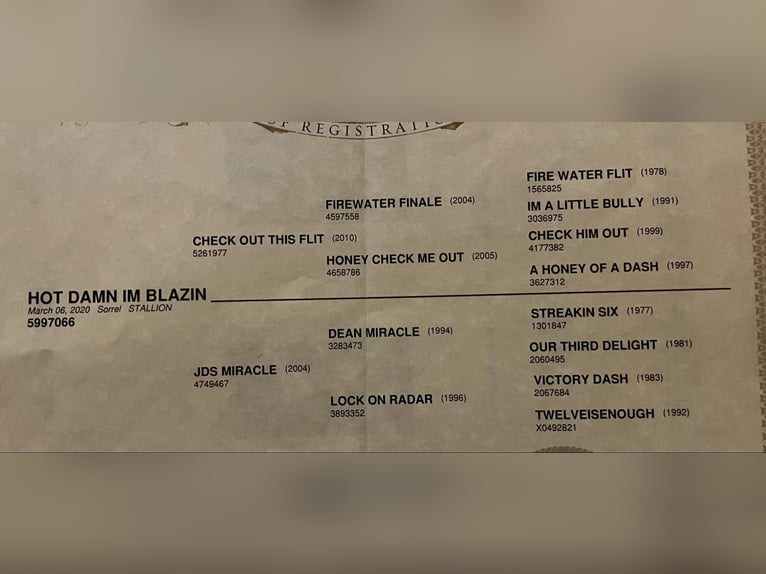 OF REGISTRATI
FIRE WATER FLIT (1978)
1565825
FIREWATER FINALE (2004)
4597558
IM A LITTLE BULLY (1991)
3036975
CHECK OUT THIS FLIT (2010)
5261977
CHECK HIM OUT (1999)
4177382
HONEY CHECK ME OUT (2005)
4658786
A HONEY OF A DASH (1997)
3627312
HOT DAMN IM BLAZIN
March 06, 2020 Sorrel STALLION
5997066
STREAKIN SIX (1977)
1301847
DEAN MIRACLE (1994)
3283473
OUR THIRD DELIGHT (1981)
2060495
JDS MIRACLE (2004)
4749467
VICTORY DASH (1983)
2067684
LOCK ON RADAR (1996)
3893352
TWELVEISENOUGH (1992)
X0492821